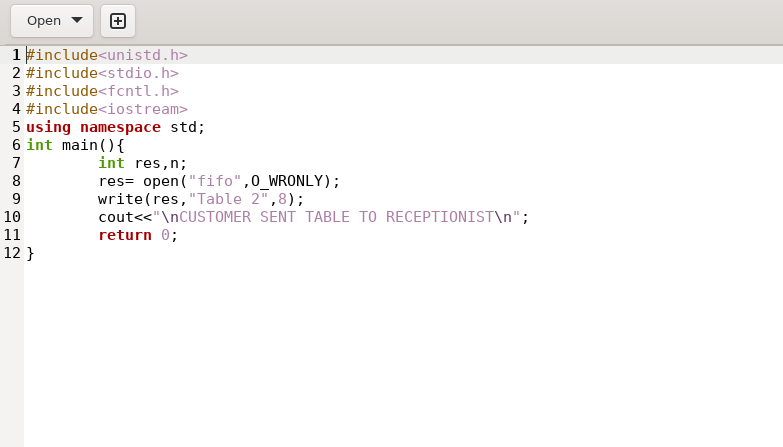 Open
1 #include<unistd.h>
2 #include<stdio.h>
3 #include<fcntl.h>
4 #include<iostream>
5 using namespace std;
6 int main(){
7         int res,n;
8         res= open("fifo",O_WRONLY);
9         write(res,"Table 2",8);
10         cout<<"\nCUSTOMER SENT TABLE TO RECEPTIONIST\n";
11         return 0;
12 }